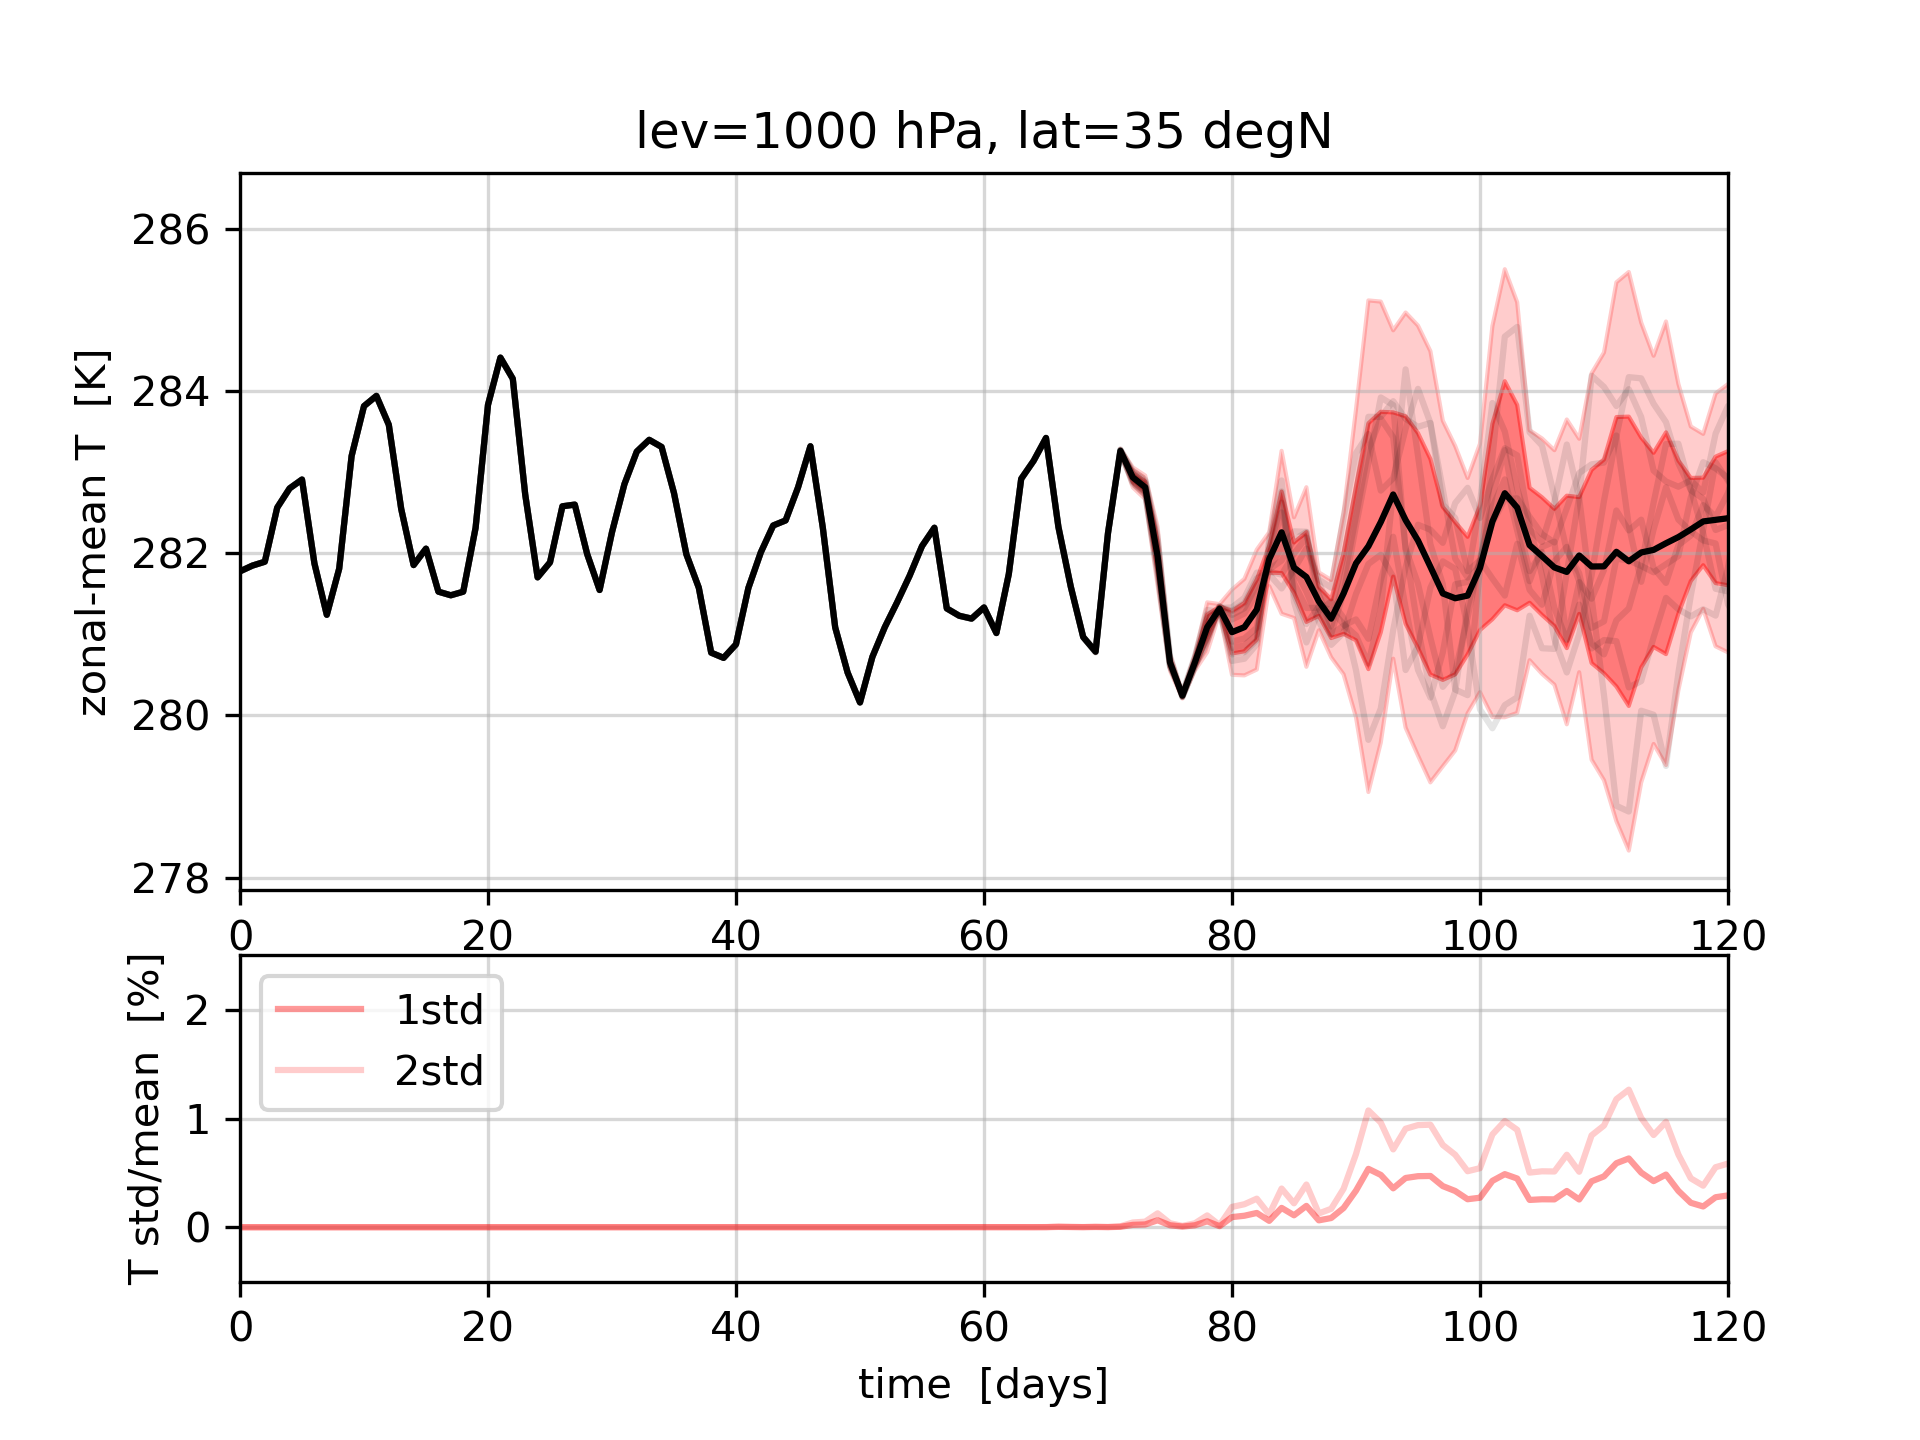 lev=1000 hPa, lat=35 degN
zonal-mean T [K]
286
284
282
280
278
0 20 40 60 80 100 120
T std/mean [%]
2
1
0
1std
2std
0 20 40 60 80 100 120
time [days]